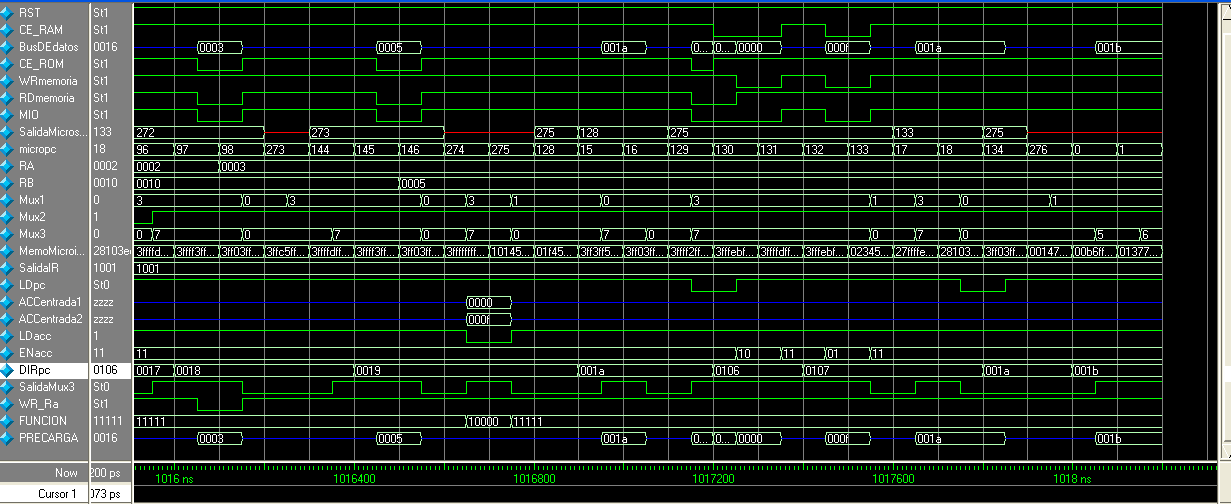 RST St1
CE_RAM St1
BusDEdatos 0016 0003 0005 001a 0... 0... 0000 000f 001a 001b
CE_ROM St1
WRmemoria St1
RDmemoria St1
MIO St1
SalidaMicros... 133 272 273 275 128 275 133 275
micropc 18 96 97 98 273 144 145 146 274 275 128 15 16 129 130 131 132 133 17 18 134 276 0 1
RA 0002 0002 0003
RB 0010 0010 0005
Mux1 0 3 0 3 0 3 1 0 3 1 3 0 1
Mux2 1
Mux3 0 0 7 0 7 0 7 0 7 0 7 0 7 0 5 6
MemoMicroi... 28103e 3ffffd... 3ffff3ff... 3ff03ff... 3ffc5ff... 3ffffdff... 3ffff3ff... 3ff03ff... 3ffffffff... 10145... 01f45... 3f3ff5... 3ff03ff... 3ffff2ff... 3ffebf... 3ffffdff... 3ffebf... 02345... 27ffffe... 28103... 3ff03ff... 00147... 00b6ff... 01377...
SalidaIR 1001 1001
LDpc St0
ACCentrada1 zzzz 0000
ACCentrada2 zzzz 000f
LDacc 1
ENacc 11 11 10 11 01 11
DIRpc 0106 0017 0018 0019 001a 0106 0107 001a 001b
SalidaMux3 St0
WR_Ra St1
FUNCION 11111 11111 10000 11111
PRECARGA 0016 0003 0005 001a 0... 0... 0000 000f 001a 001b
Now 200 ps 1016 ns 1016400 1016800 1017200 1017600 1018 ns
Cursor 1 073 ps